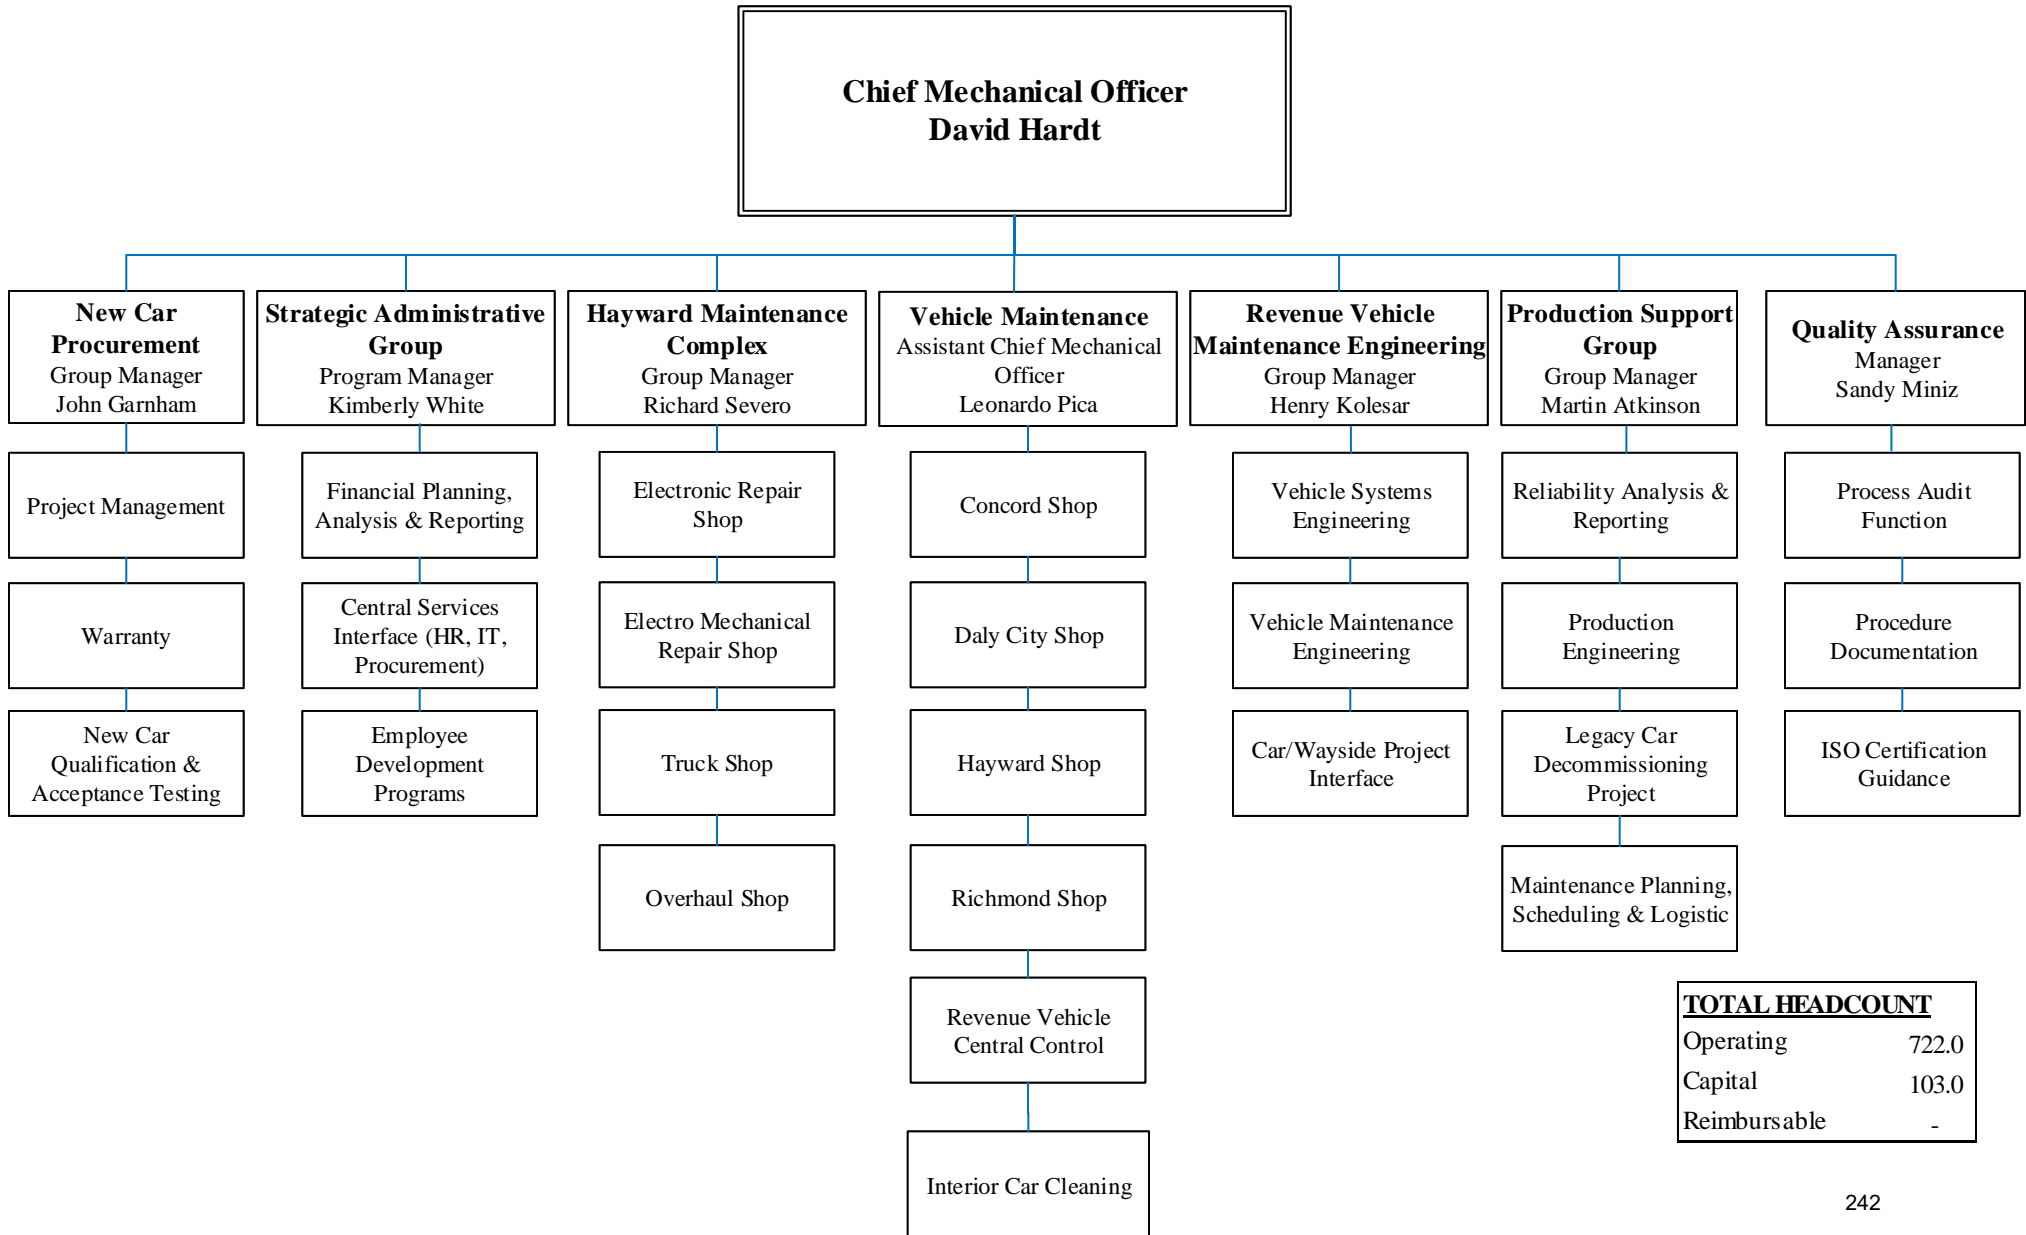 Chief Mechanical Officer
David Hardt
New Car
Procurement
Group Manager
John Garnham
Project Management
Warranty
New Car
Qualification &
Acceptance Testing
Strategic Administrative
Group
Program Manager
Kimberly White
Financial Planning,
Analysis & Reporting
Central Services
Interface (HR, IT,
Procurement)
Employee
Development
Programs
Hayward Maintenance
Complex
Group Manager
Richard Severo
Electronic Repair
Shop
Electro Mechanical
Repair Shop
Truck Shop
Overhaul Shop
Vehicle Maintenance
Assistant Chief Mechanical
Officer
Leonardo Pica
Concord Shop
Daly City Shop
Hayward Shop
Richmond Shop
Revenue Vehicle
Central Control
Interior Car Cleaning
Revenue Vehicle
Maintenance Engineering
Group Manager
Henry Kolesar
Vehicle Systems
Engineering
Vehicle Maintenance
Engineering
Car/Wayside Project
Interface
Production Support
Group
Group Manager
Martin Atkinson
Reliability Analysis &
Reporting
Production
Engineering
Legacy Car
Decommissioning
Project
Maintenance Planning,
Scheduling & Logistic
Quality Assurance
Manager
Sandy Miniz
Process Audit
Function
Procedure
Documentation
ISO Certification
Guidance
TOTAL HEADCOUNT
Operating 722.0
Capital 103.0
Reimbursable -
242